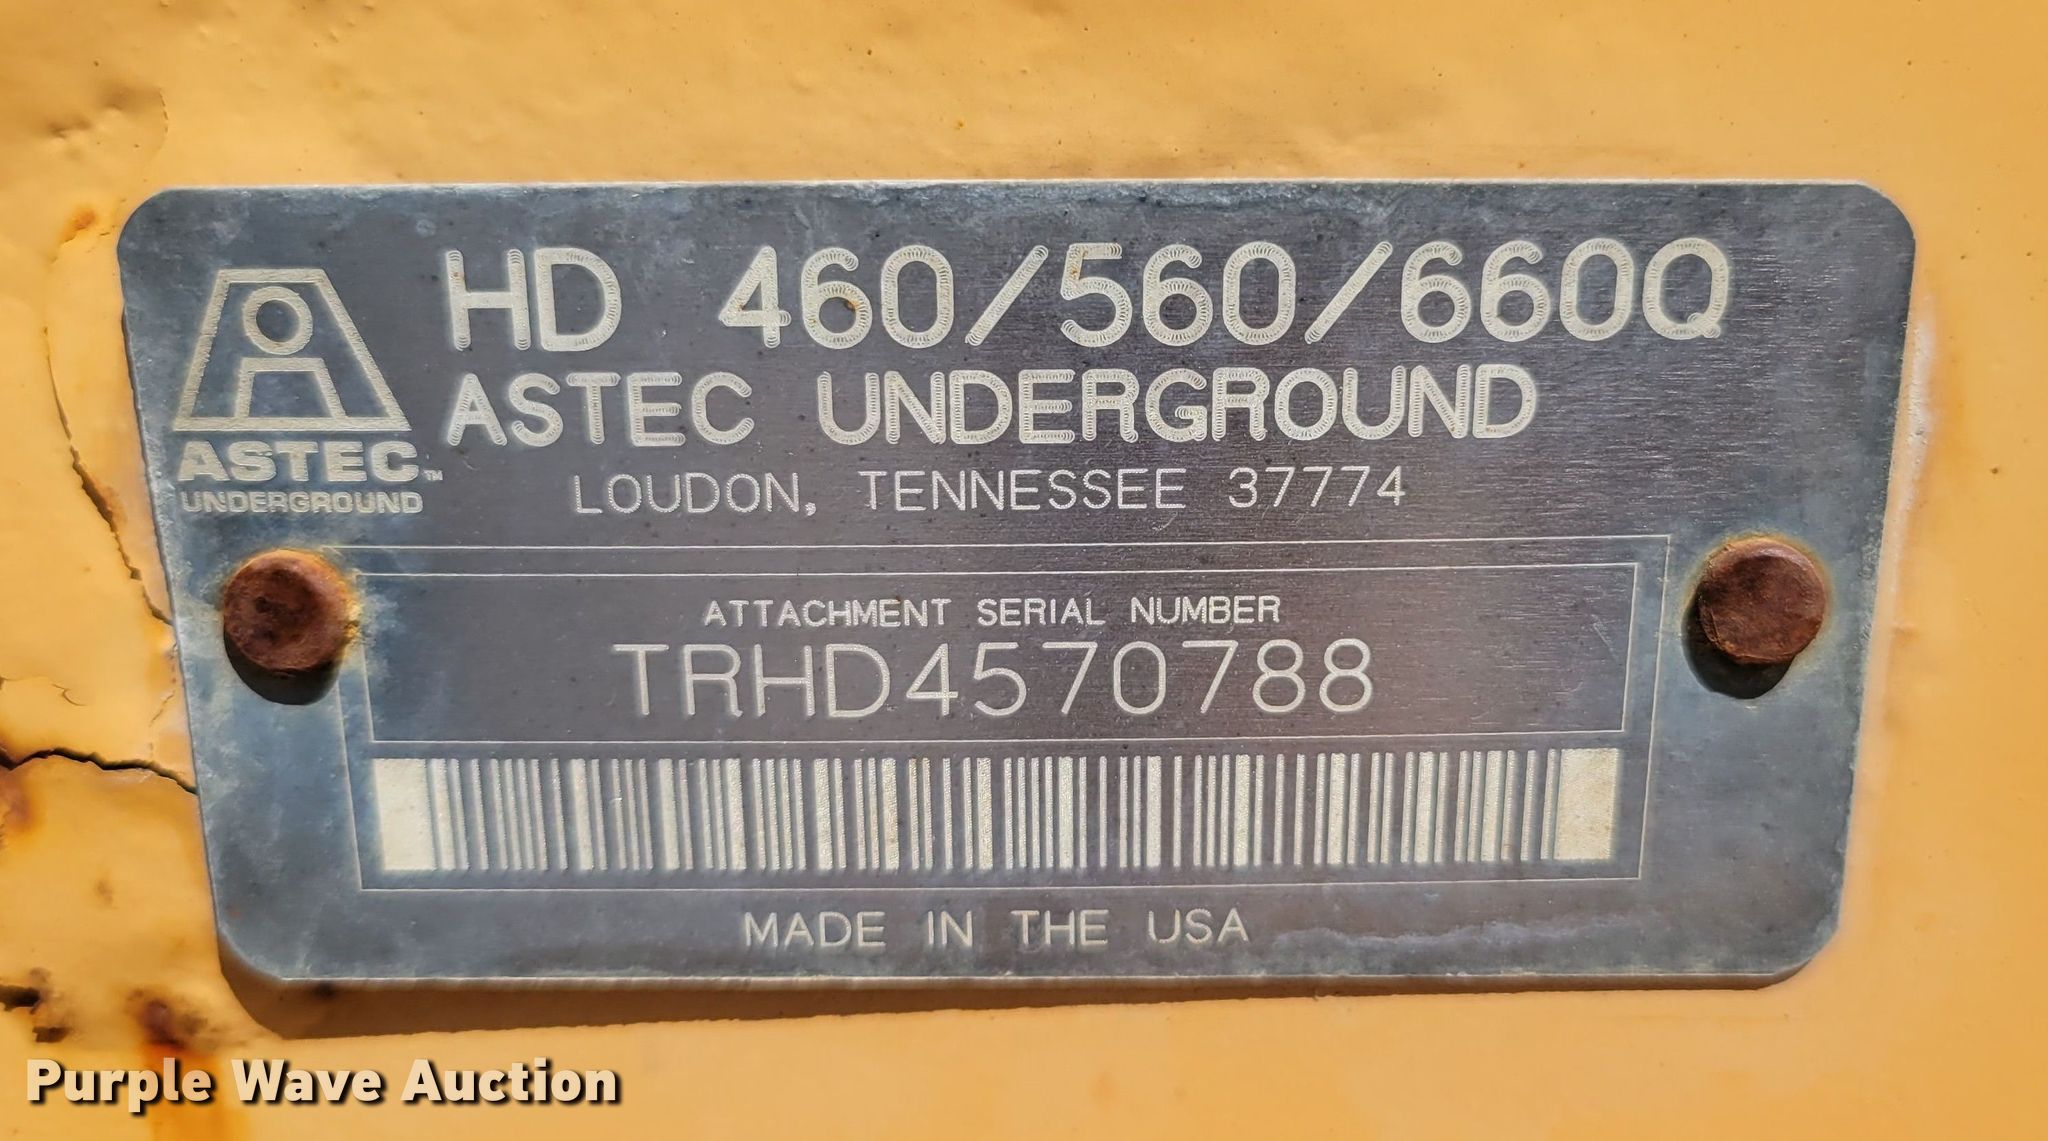 HD 460/560/660Q
ASTEC UNDERGROUND
LOUDON, TENNESSEE 37774
ASTEC™
UNDERGROUND
ATTACHMENT SERIAL NUMBER
TRHD4570788
MADE IN THE USA
Purple Wave Auction